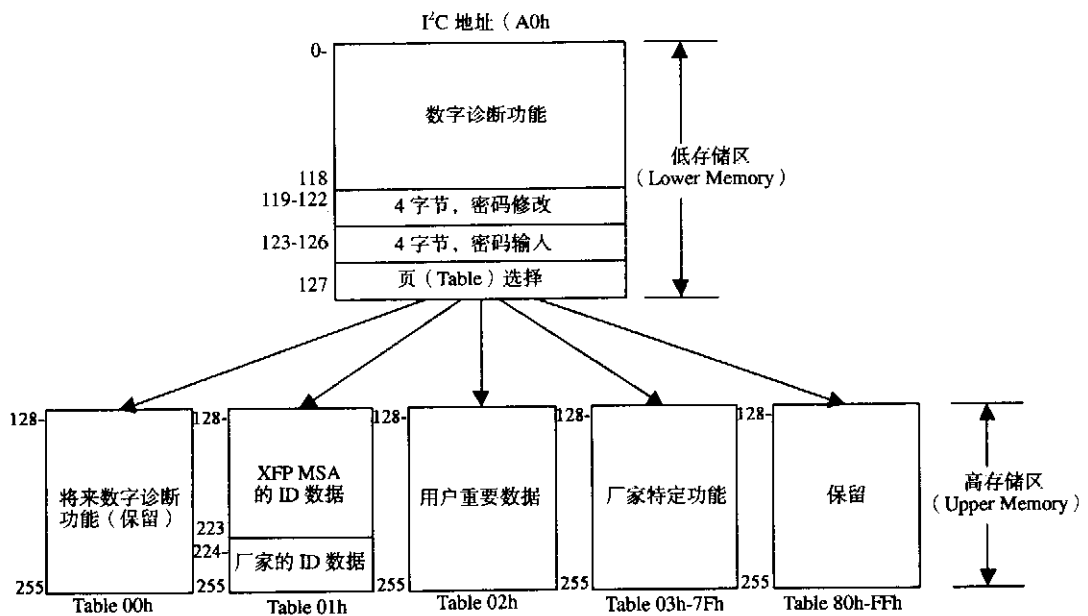 I²C 地址（A0h
0-
数字诊断功能
118
119-122
4 字节，密码修改
123-126
4 字节，密码输入
127
页（Table）选择
低存储区
（Lower Memory）
128-
将来数字诊断
功能（保留）
255
Table 00h
128-
XFP MSA
的 ID 数据
223
224-
厂家的 ID 数据
255
Table 01h
128-
用户重要数据
255
Table 02h
128-
厂家特定功能
255
Table 03h-7Fh
128-
保留
255
Table 80h-FFh
高存储区
（Upper Memory）